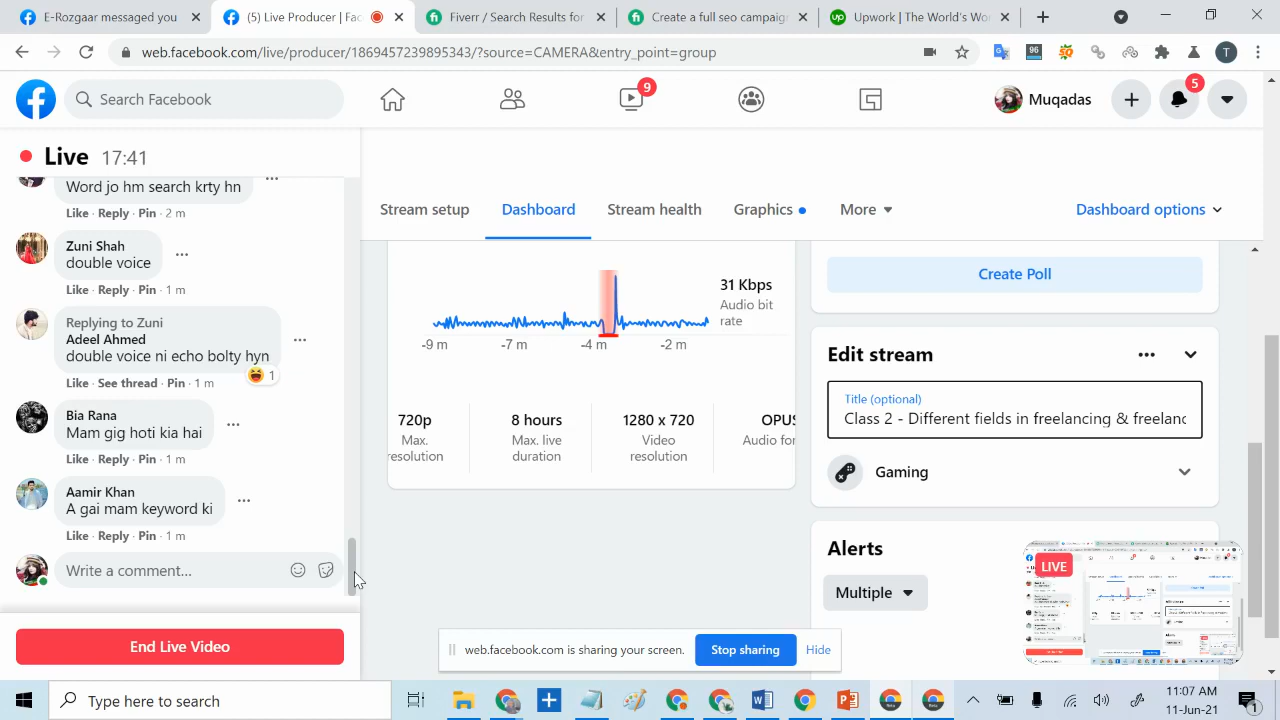 E-Rozgaar you
(5) Live Producer | Fac
Fiverr / Search Results for
Create a full gig campaign
Upwork | The World's Wo
web.facebook.com/live/producer/1869457239895343/?source=CAMERA&entry_point=group
96
T
Search Facebook
9
Muqadas
5
Live 17:41
Word jo hm search krty hn
Like · Reply · Pin · 2 m
Zuni Shah
double voice
Like · Reply · Pin · 1 m
Replying to Zuni
Adeel Ahmed
double voice ni echo bolty hyn
1
Like · See thread · Pin · 1 m
Bia Rana
Mam gig hoti kia hai
Like · Reply · Pin · 1 m
Aamir Khan
A gai mam keyword ki
Like · Reply · Pin · 1 m
Write a comment...
End Live Video
Stream setup
Dashboard
Stream health
Graphics
More
Dashboard options
31 Kbps
Audio bit
rate
-9 m
-7 m
-4 m
-2 m
720p
Max.
resolution
8 hours
Max. live
duration
1280 x 720
Video
resolution
OPUS
Audio for
Create Poll
Edit stream
Title (optional)
Class 2 - Different fields in freelancing & freelanc
Gaming
Alerts
Multiple
LIVE
web.facebook.com is sharing your screen.
Stop sharing
Hide
Type here to search
11:07 AM
11-Jun-21
1